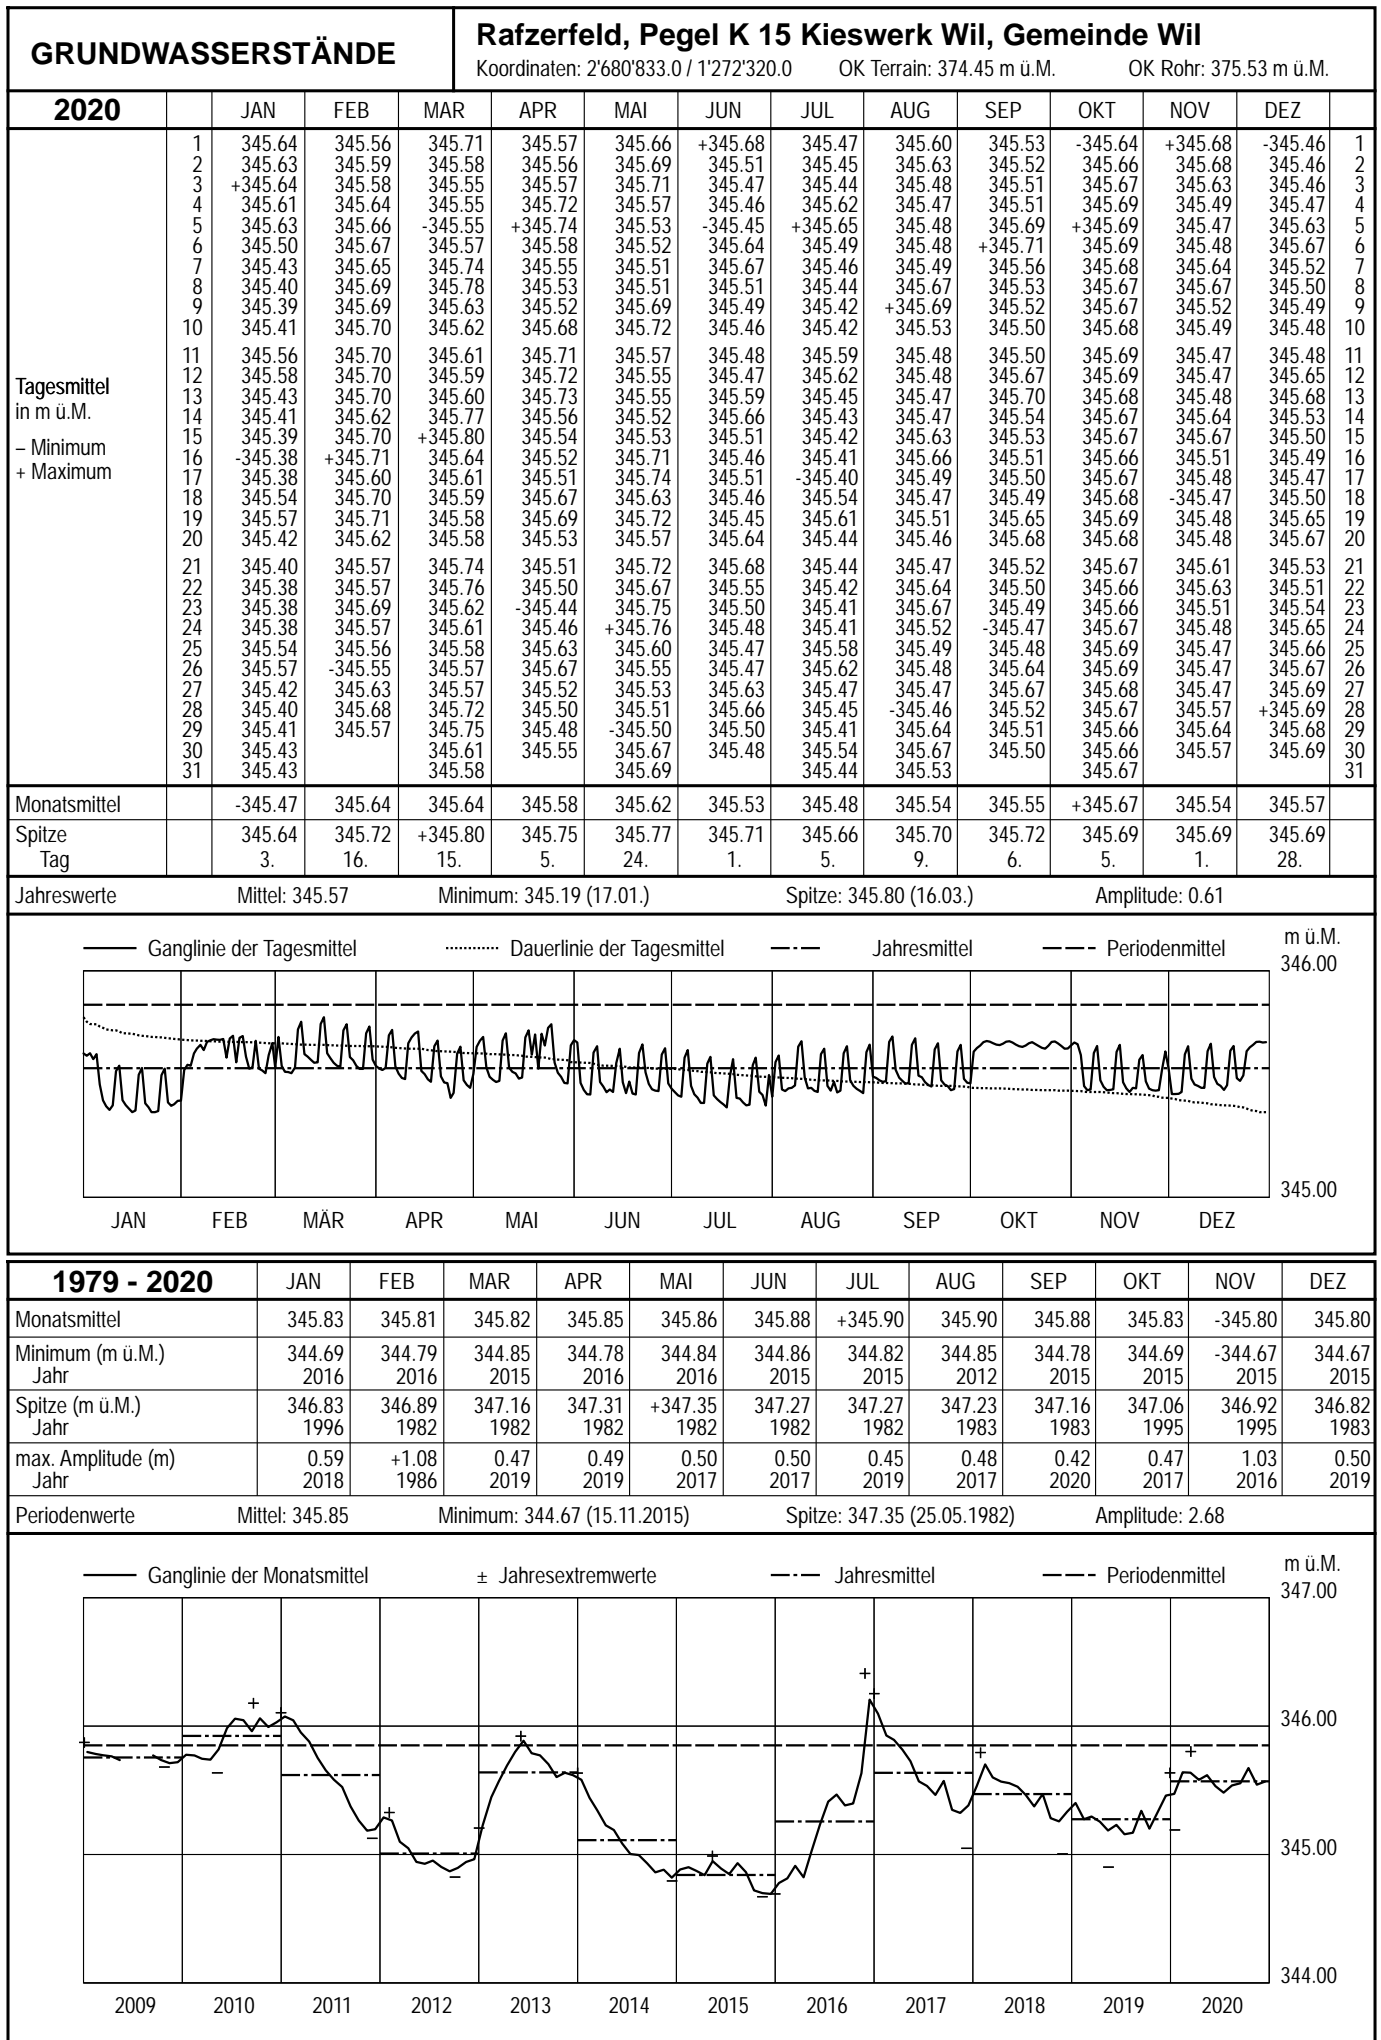 GRUNDWASSERSTÄNDE
Rafzerfeld, Pegel K 15 Kieswerk Wil, Gemeinde Wil
Koordinaten: 2'680'833.0 / 1'272'320.0 OK Terrain: 374.45 m ü.M. OK Rohr: 375.53 m ü.M.
2020 JAN FEB MAR APR MAI JUN JUL AUG SEP OKT NOV DEZ
1 345.64 345.56 345.71 345.57 345.66 +345.68 345.47 345.60 345.53 -345.64 +345.68 -345.46 1
2 345.63 345.59 345.58 345.56 345.69 345.51 345.45 345.63 345.52 345.66 345.68 345.46 2
3 +345.64 345.58 345.55 345.57 345.71 345.47 345.44 345.48 345.51 345.67 345.63 345.46 3
4 345.61 345.64 345.55 345.72 345.57 345.46 345.62 345.47 345.51 345.69 345.49 345.47 4
5 345.63 345.66 -345.55 +345.74 345.53 -345.45 +345.65 345.48 345.69 +345.69 345.47 345.63 5
6 345.50 345.67 345.57 345.58 345.52 345.64 345.49 345.48 +345.71 345.69 345.48 345.67 6
7 345.43 345.65 345.74 345.55 345.51 345.67 345.46 345.49 345.56 345.68 345.64 345.52 7
8 345.40 345.69 345.78 345.53 345.51 345.51 345.44 345.67 345.53 345.67 345.67 345.50 8
9 345.39 345.69 345.63 345.52 345.69 345.49 345.42 +345.69 345.52 345.67 345.52 345.49 9
10 345.41 345.70 345.62 345.68 345.72 345.46 345.42 345.53 345.50 345.68 345.49 345.48 10
11 345.56 345.70 345.61 345.71 345.57 345.48 345.59 345.48 345.50 345.69 345.47 345.48 11
12 345.58 345.70 345.59 345.72 345.55 345.47 345.62 345.48 345.67 345.69 345.47 345.65 12
Tagesmittel
13 345.43 345.70 345.60 345.73 345.55 345.59 345.45 345.47 345.70 345.68 345.48 345.68 13
in m ü.M.
14 345.41 345.62 345.77 345.56 345.52 345.66 345.43 345.47 345.54 345.67 345.64 345.53 14
15 345.39 345.70 +345.80 345.54 345.53 345.51 345.42 345.63 345.53 345.67 345.67 345.50 15
– Minimum
16 -345.38 +345.71 345.64 345.52 345.71 345.46 345.41 345.66 345.51 345.66 345.51 345.49 16
+ Maximum
17 345.38 345.60 345.61 345.51 345.74 345.51 -345.40 345.49 345.50 345.67 345.48 345.47 17
18 345.54 345.70 345.59 345.67 345.63 345.46 345.54 345.47 345.49 345.68 -345.47 345.50 18
19 345.57 345.71 345.58 345.69 345.72 345.45 345.61 345.51 345.65 345.69 345.48 345.65 19
20 345.42 345.62 345.58 345.53 345.57 345.64 345.44 345.46 345.68 345.68 345.48 345.67 20
21 345.40 345.57 345.74 345.51 345.72 345.68 345.44 345.47 345.52 345.67 345.61 345.53 21
22 345.38 345.57 345.76 345.50 345.67 345.55 345.42 345.64 345.50 345.66 345.63 345.51 22
23 345.38 345.69 345.62 -345.44 345.75 345.50 345.41 345.67 345.49 345.66 345.51 345.54 23
24 345.38 345.57 345.61 345.46 +345.76 345.48 345.41 345.52 -345.47 345.67 345.48 345.65 24
25 345.54 345.56 345.58 345.63 345.60 345.47 345.58 345.49 345.48 345.69 345.47 345.66 25
26 345.57 -345.55 345.57 345.67 345.55 345.47 345.62 345.48 345.64 345.69 345.47 345.67 26
27 345.42 345.63 345.57 345.52 345.53 345.63 345.47 345.47 345.67 345.68 345.47 345.69 27
28 345.40 345.68 345.72 345.50 345.51 345.66 345.45 -345.46 345.52 345.67 345.57 +345.69 28
29 345.41 345.57 345.75 345.48 -345.50 345.50 345.41 345.64 345.51 345.66 345.64 345.68 29
30 345.43 345.61 345.55 345.67 345.48 345.54 345.67 345.50 345.66 345.57 345.69 30
31 345.43 345.58 345.69 345.44 345.53 345.67 31
Monatsmittel -345.47 345.64 345.64 345.58 345.62 345.53 345.48 345.54 345.55 +345.67 345.54 345.57
Spitze 345.64 345.72 +345.80 345.75 345.77 345.71 345.66 345.70 345.72 345.69 345.69 345.69
Tag 3. 16. 15. 5. 24. 1. 5. 9. 6. 5. 1. 28.
Jahreswerte Mittel: 345.57 Minimum: 345.19 (17.01.) Spitze: 345.80 (16.03.) Amplitude: 0.61
Ganglinie der Tagesmittel Dauerlinie der Tagesmittel Jahresmittel Periodenmittel m ü.M.
346.00
345.00
JAN FEB MÄR APR MAI JUN JUL AUG SEP OKT NOV DEZ
1979 - 2020 JAN FEB MAR APR MAI JUN JUL AUG SEP OKT NOV DEZ
Monatsmittel 345.83 345.81 345.82 345.85 345.86 345.88 +345.90 345.90 345.88 345.83 -345.80 345.80
Minimum (m ü.M.) 344.69 344.79 344.85 344.78 344.84 344.86 344.82 344.85 344.78 344.69 -344.67 344.67
Jahr 2016 2016 2015 2016 2016 2015 2015 2012 2015 2015 2015 2015
Spitze (m ü.M.) 346.83 346.89 347.16 347.31 +347.35 347.27 347.27 347.23 347.16 347.06 346.92 346.82
Jahr 1996 1982 1982 1982 1982 1982 1982 1983 1983 1995 1995 1983
max. Amplitude (m) 0.59 +1.08 0.47 0.49 0.50 0.50 0.45 0.48 0.42 0.47 1.03 0.50
Jahr 2018 1986 2019 2019 2017 2017 2019 2017 2020 2017 2016 2019
Periodenwerte Mittel: 345.85 Minimum: 344.67 (15.11.2015) Spitze: 347.35 (25.05.1982) Amplitude: 2.68
Ganglinie der Monatsmittel ± Jahresextremwerte Jahresmittel Periodenmittel m ü.M.
347.00
346.00
345.00
344.00
2009 2010 2011 2012 2013 2014 2015 2016 2017 2018 2019 2020